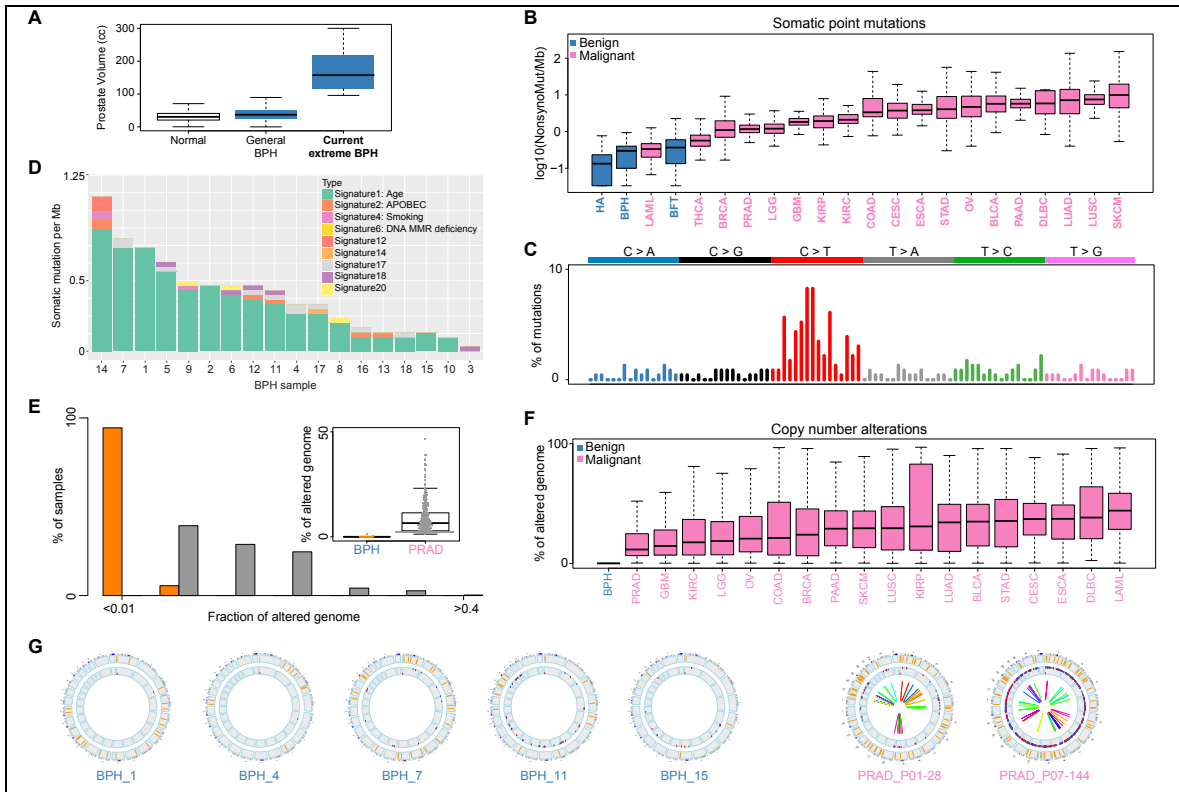 A
Prostate Volume (cc)
300
200
100
0
Normal
General BPH
Current extreme BPH
B
Somatic point mutations
Benign
Malignant
log10(NonsynoMut/Mb)
2
1
0
−1
HA
BPH
LAML
BFT
THCA
BRCA
PRAD
LGG
GBM
KIRP
KIRC
COAD
CESC
ESCA
STAD
OV
BLCA
PAAD
DLBC
LUAD
LUSC
SKCM
C
C > A
C > G
C > T
T > A
T > C
T > G
% of mutations
10
0
D
Somatic mutation per Mb
1.25
0.5
0
Type
Signature1: Age
Signature2: APOBEC
Signature4: Smoking
Signature6: DNA MMR deficiency
Signature12
Signature14
Signature17
Signature18
Signature20
14 7 1 5 9 2 6 12 11 4 17 8 16 13 18 15 10 3
BPH sample
E
% of samples
100
0
<0.01
>0.4
Fraction of altered genome
% of altered genome
50
0
BPH
PRAD
F
Copy number alterations
Benign
Malignant
% of altered genome
100
50
0
BPH
PRAD
GBM
KIRC
LGG
OV
COAD
BRCA
PAAD
SKCM
LUSC
KIRP
LUAD
BLCA
STAD
CESC
ESCA
DLBC
LAML
G
BPH_1
BPH_4
BPH_7
BPH_11
BPH_15
PRAD_P01-28
PRAD_P07-144